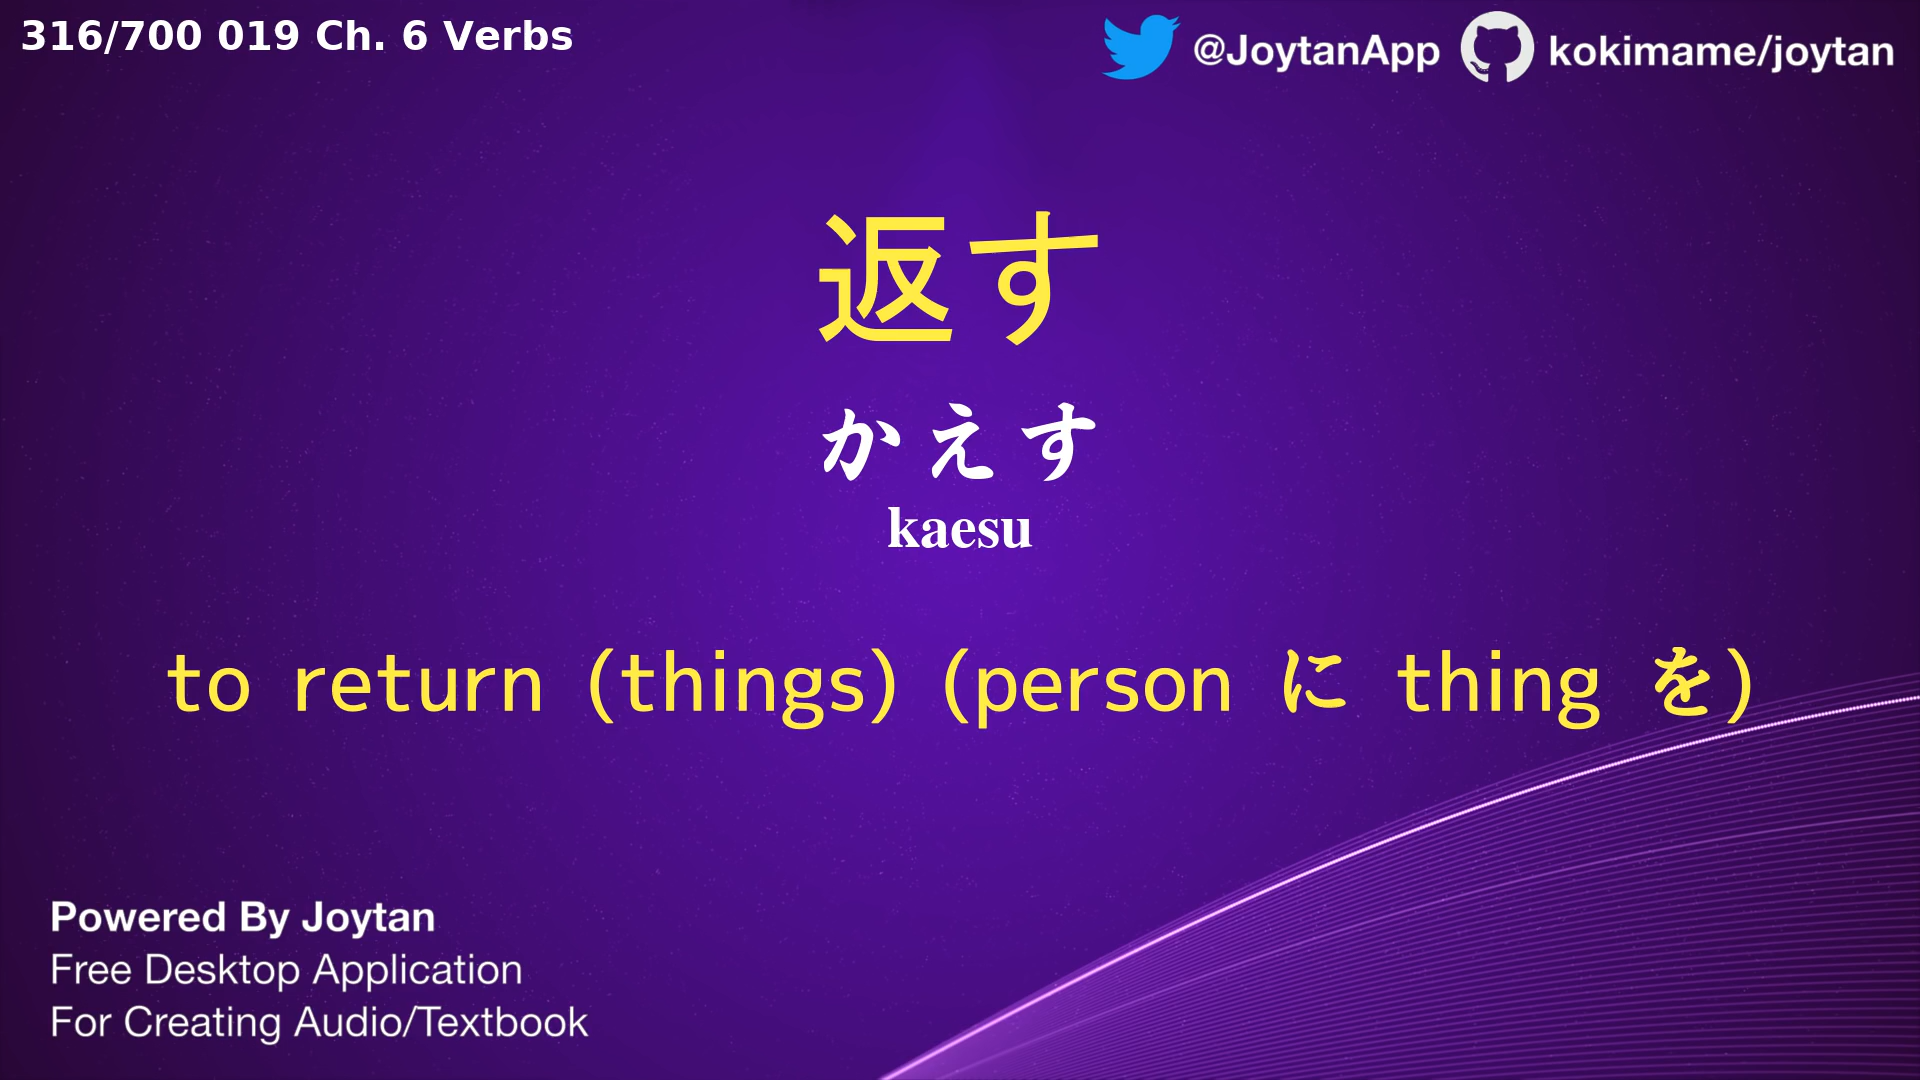 316/700 019 Ch. 6 Verbs
@JoytanApp kokimame/joytan
返す
かえす
kaesu
to return (things) (person に thing を)
Powered By Joytan
Free Desktop Application
For Creating Audio/Textbook